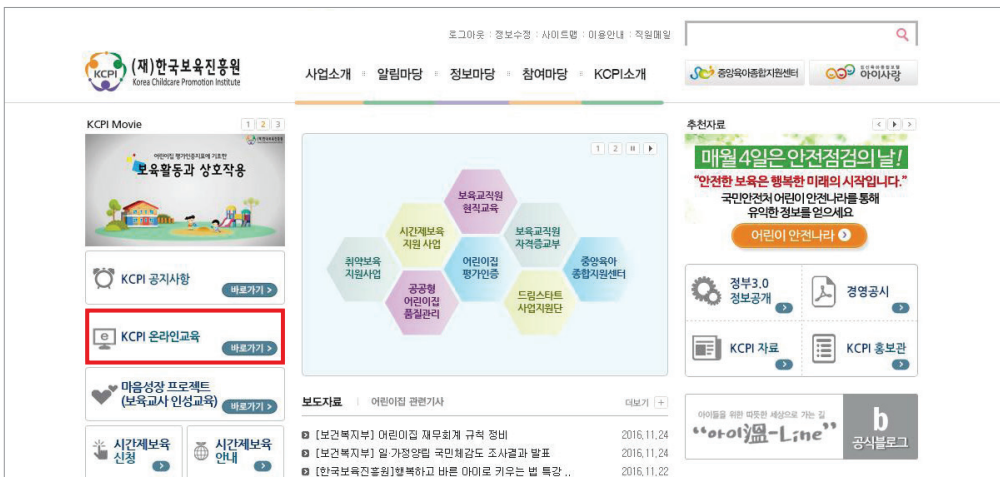 로그아웃 : 정보수정 : 사이트맵 : 이용안내 : 직원메일
KCPI
(재)한국보육진흥원
Korea Childcare Promotion Institute
사업소개 알림마당 정보마당 참여마당 KCPI소개
중앙육아종합지원센터
아이사랑
KCPI Movie
1 2 3
어린이집 평가인증지표에 기초한
보육활동과 상호작용
KCPI 공지사항
바로가기 >
e
KCPI 온라인교육
바로가기 >
마음성장 프로젝트
(보육교사 인성교육)
바로가기 >
시간제보육
신청
시간제보육
안내
1 2
보육교직원
현직교육
시간제보육
지원 사업
보육교직원
자격증교부
취약보육
지원사업
어린이집
평가인증
중앙육아
종합지원센터
공공형
어린이집
품질관리
드림스타트
사업지원단
보도자료
어린이집 관련기사
더보기 +
[보건복지부] 어린이집 재무회계 규칙 정비 2016.11.24
[보건복지부] 일·가정양립 국민체감도 조사결과 발표 2016.11.24
[한국보육진흥원]행복하고 바른 아이로 키우는 법 특강 .. 2016.11.22
추천자료
매월 4일은 안전점검의 날!
"안전한 보육은 행복한 미래의 시작입니다."
국민안전처 어린이 안전나라를 통해
유익한 정보를 얻으세요
어린이 안전나라
정부3.0
정보공개
경영공시
KCPI 자료
KCPI 홍보관
아이들을 위한 따뜻한 세상으로 가는 길
"아이溫-Line"
b
공식블로그